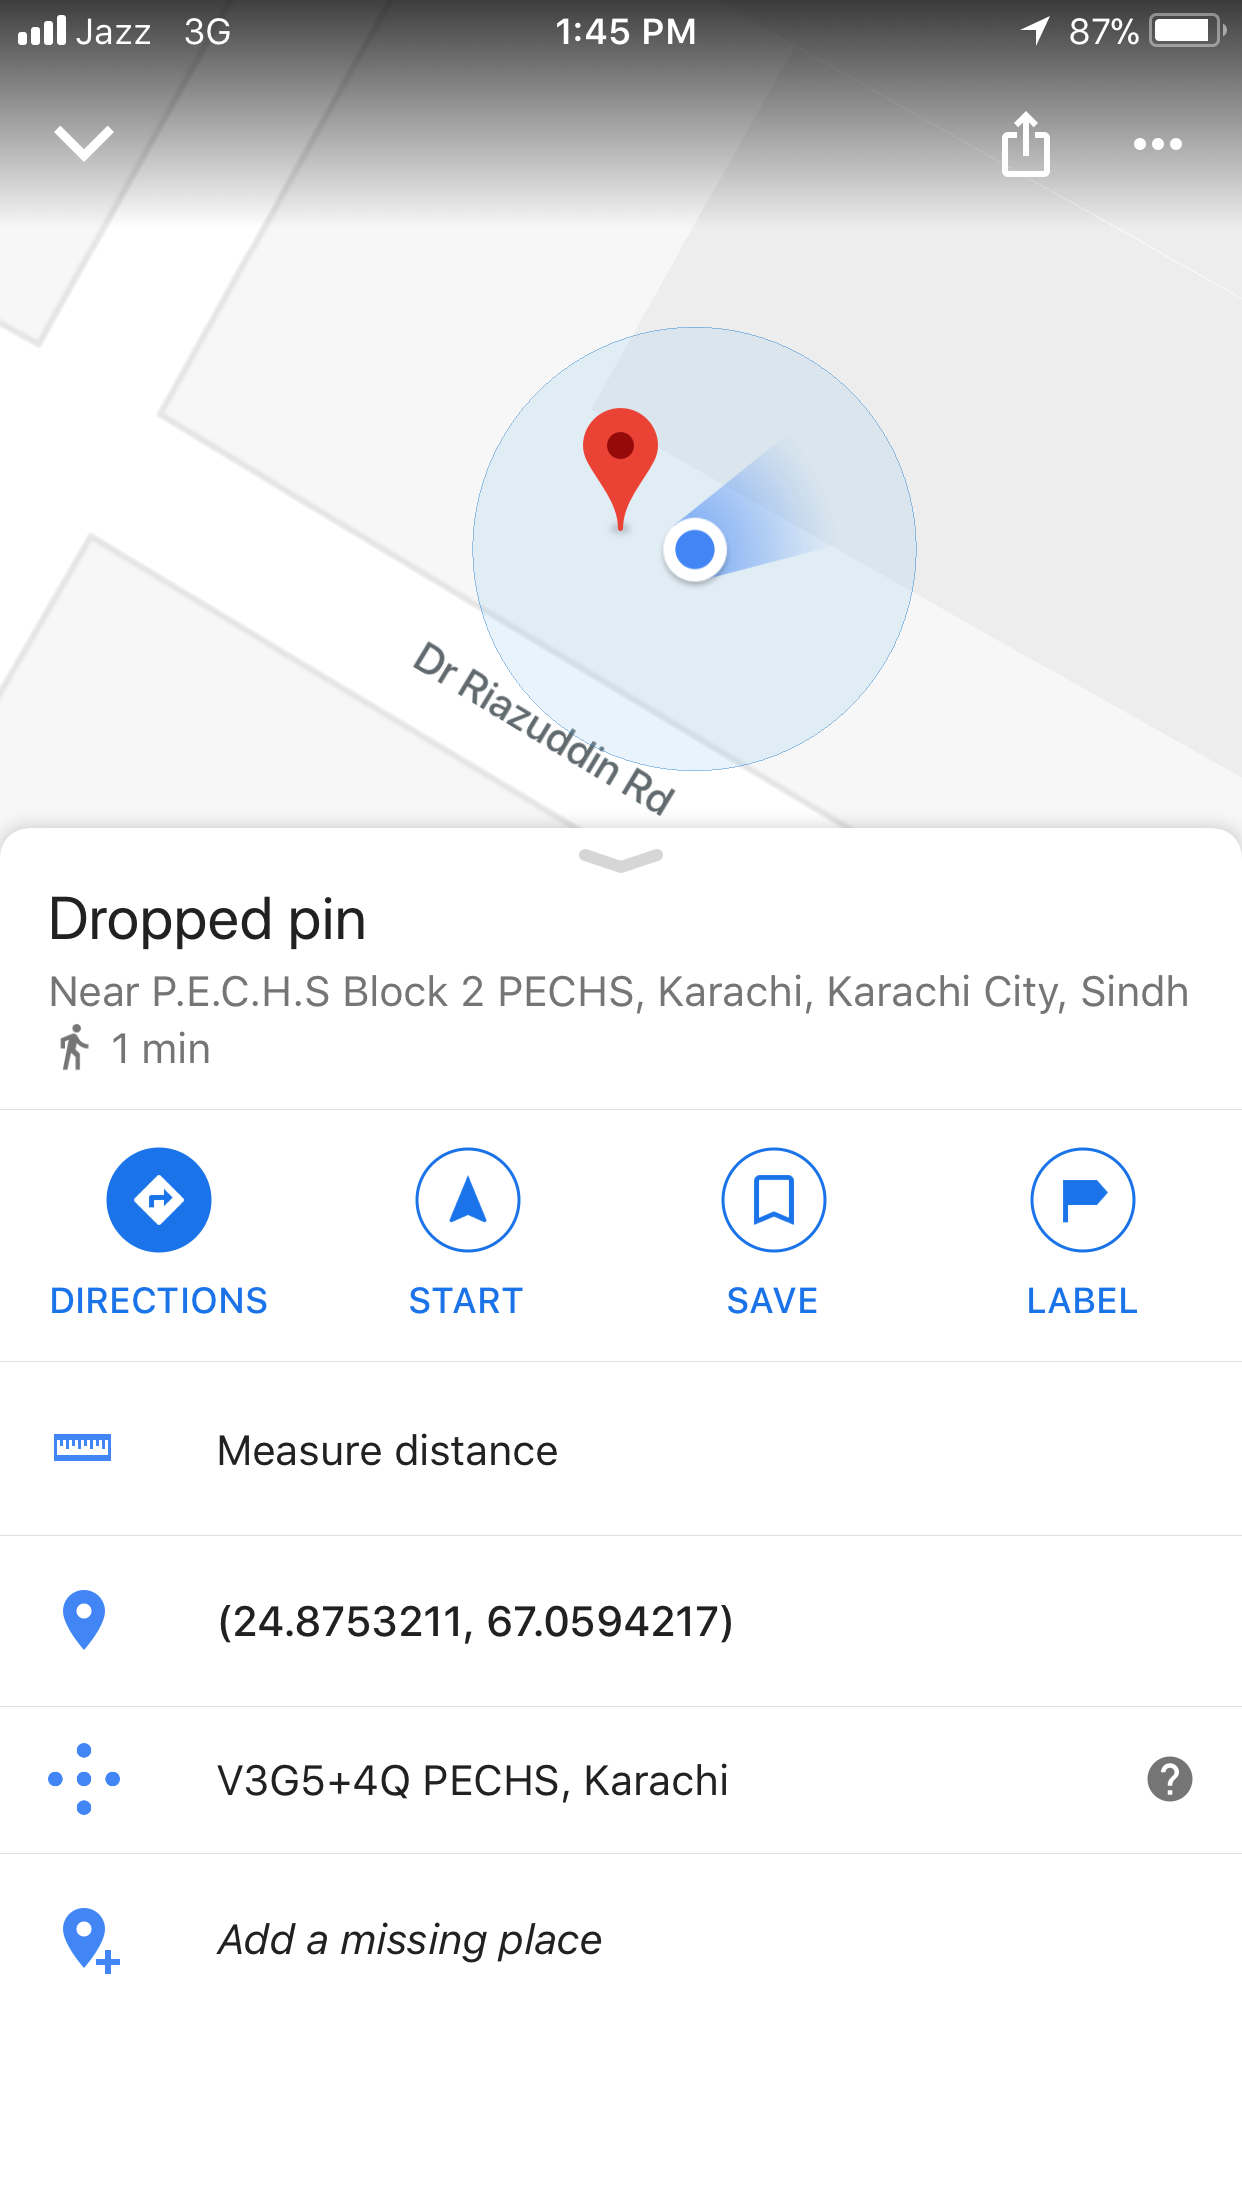 Jazz 3G 1:45 PM 87%
Dr Riazuddin Rd
Dropped pin
Near P.E.C.H.S Block 2 PECHS, Karachi, Karachi City, Sindh
1 min
DIRECTIONS START SAVE LABEL
Measure distance
(24.8753211, 67.0594217)
V3G5+4Q PECHS, Karachi
?
Add a missing place